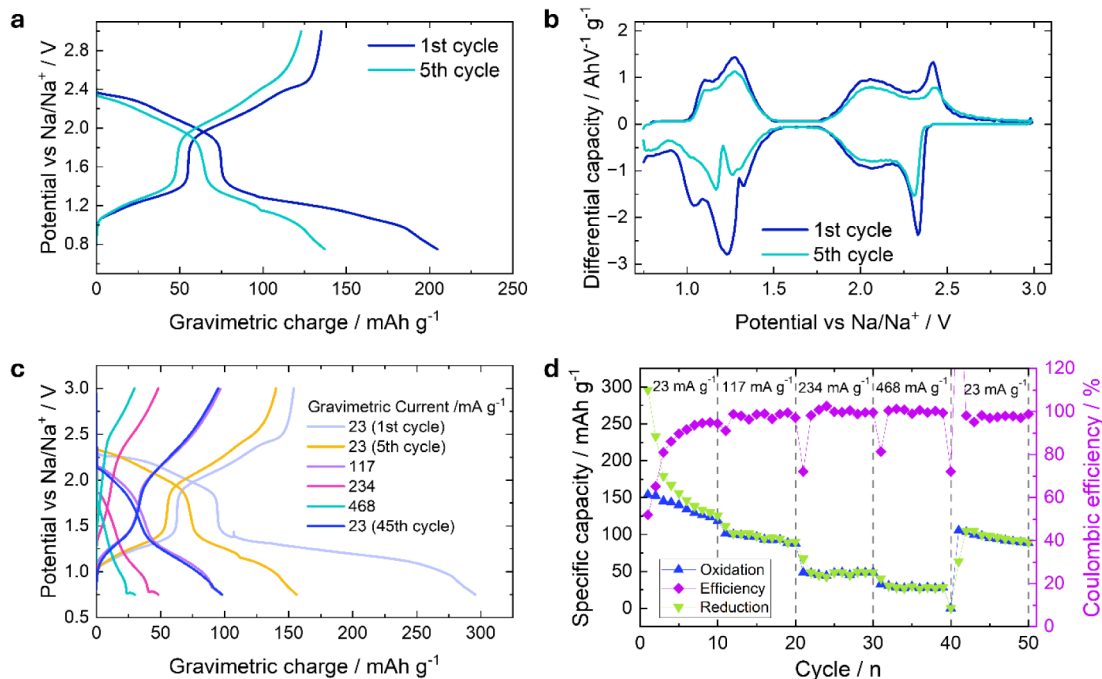 a
2.8
2.4
2.0
1.6
1.2
0.8
Potential vs Na/Na⁺ / V
1st cycle
5th cycle
0 50 100 150 200 250
Gravimetric charge / mAh g⁻¹
b
2
1
0
−1
−2
−3
Differential capacity / AhV⁻¹ g⁻¹
1st cycle
5th cycle
1.0 1.5 2.0 2.5 3.0
Potential vs Na/Na⁺ / V
c
3.0
2.5
2.0
1.5
1.0
0.5
Potential vs Na/Na⁺ / V
Gravimetric Current /mA g⁻¹
23 (1st cycle)
23 (5th cycle)
117
234
468
23 (45th cycle)
0 50 100 150 200 250 300
Gravimetric charge / mAh g⁻¹
d
300
250
200
150
100
50
0
Specific capacity / mAh g⁻¹
23 mA g⁻¹ 117 mA g⁻¹ 234 mA g⁻¹ 468 mA g⁻¹ 23 mA g⁻¹
Oxidation
Efficiency
Reduction
120
100
80
60
40
20
0
Coulombic efficiency / %
0 10 20 30 40 50
Cycle / n